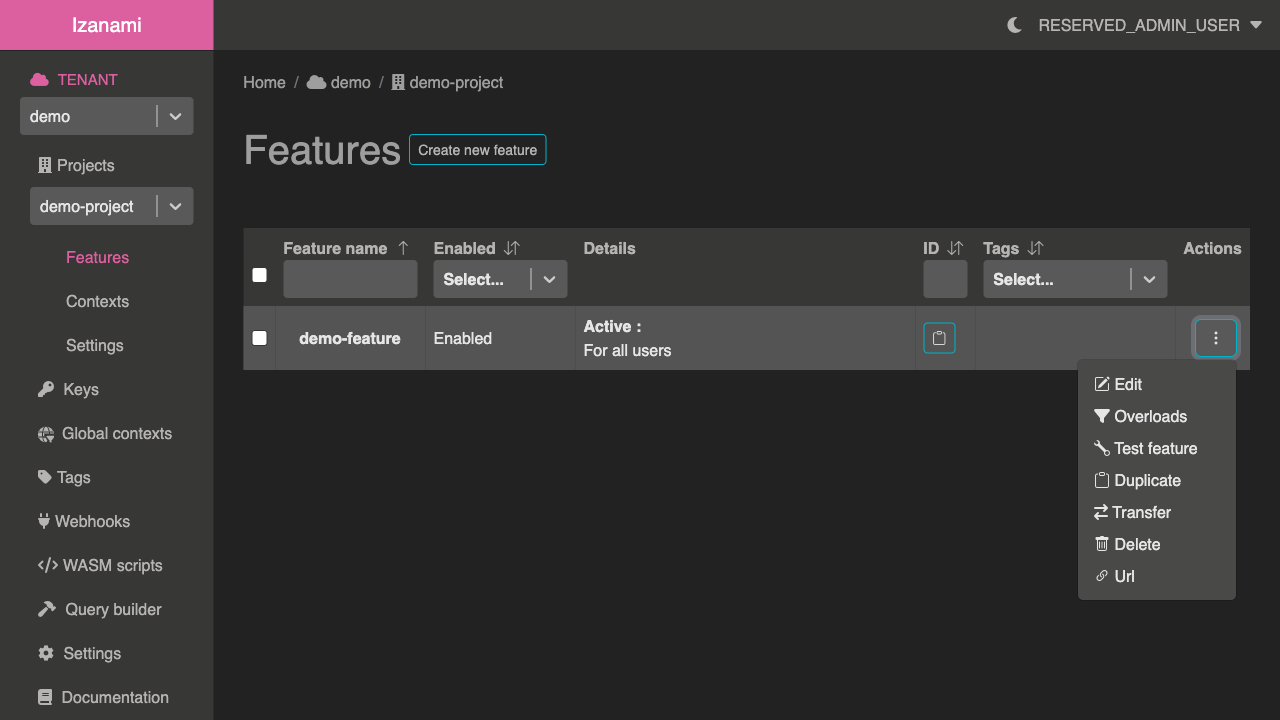 Izanami
RESERVED_ADMIN_USER
TENANT
demo
Projects
demo-project
Features
Contexts
Settings
Keys
Global contexts
Tags
Webhooks
WASM scripts
Query builder
Settings
Documentation
Home / demo / demo-project
Features Create new feature
Feature name Enabled Details ID Tags Actions
Select... Select...
demo-feature Enabled Active :
For all users
Edit
Overloads
Test feature
Duplicate
Transfer
Delete
Url